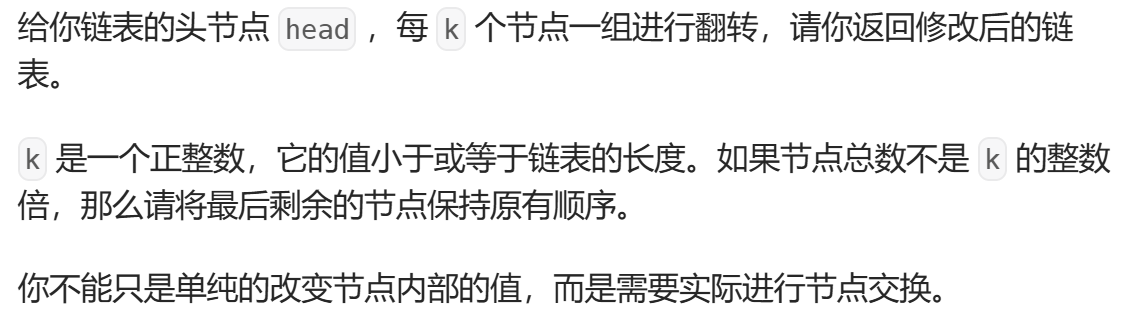 给你链表的头节点 head ，每 k 个节点一组进行翻转，请你返回修改后的链
表。
k 是一个正整数，它的值小于或等于链表的长度。如果节点总数不是 k 的整数
倍，那么请将最后剩余的节点保持原有顺序。
你不能只是单纯的改变节点内部的值，而是需要实际进行节点交换。